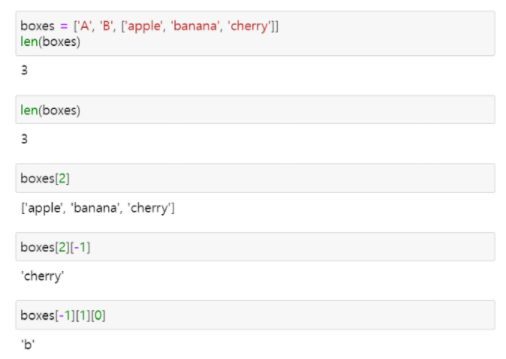 boxes = ['A', 'B', ['apple', 'banana', 'cherry']]
len(boxes)
3
len(boxes)
3
boxes[2]
['apple', 'banana', 'cherry']
boxes[2][-1]
'cherry'
boxes[-1][1][0]
'b'